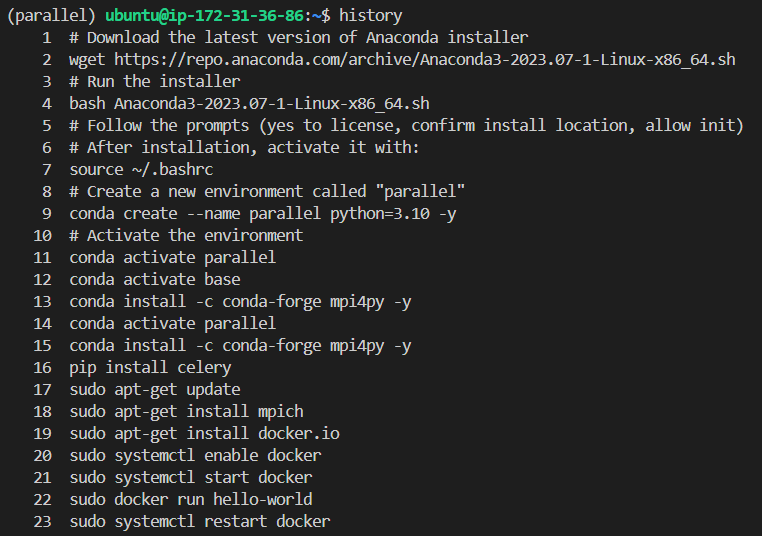 (parallel) ubuntu@ip-172-31-36-86:~$ history
1 # Download the latest version of Anaconda installer
2 wget https://repo.anaconda.com/archive/Anaconda3-2023.07-1-Linux-x86_64.sh
3 # Run the installer
4 bash Anaconda3-2023.07-1-Linux-x86_64.sh
5 # Follow the prompts (yes to license, confirm install location, allow init)
6 # After installation, activate it with:
7 source ~/.bashrc
8 # Create a new environment called "parallel"
9 conda create --name parallel python=3.10 -y
10 # Activate the environment
11 conda activate parallel
12 conda activate base
13 conda install -c conda-forge mpi4py -y
14 conda activate parallel
15 conda install -c conda-forge mpi4py -y
16 pip install celery
17 sudo apt-get update
18 sudo apt-get install mpich
19 sudo apt-get install docker.io
20 sudo systemctl enable docker
21 sudo systemctl start docker
22 sudo docker run hello-world
23 sudo systemctl restart docker